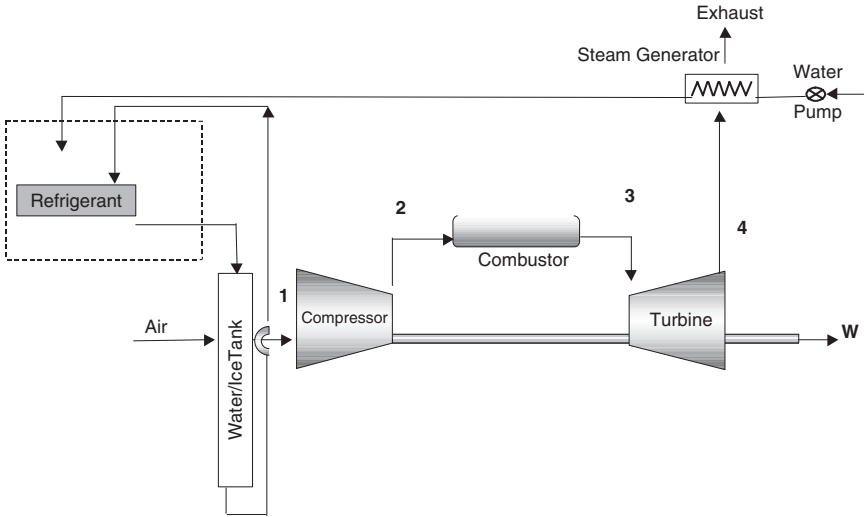 Exhaust
Steam Generator
Water
Pump
Refrigerant
2
3
4
Combustor
1
Compressor
Turbine
Air
W
Water/IceTank